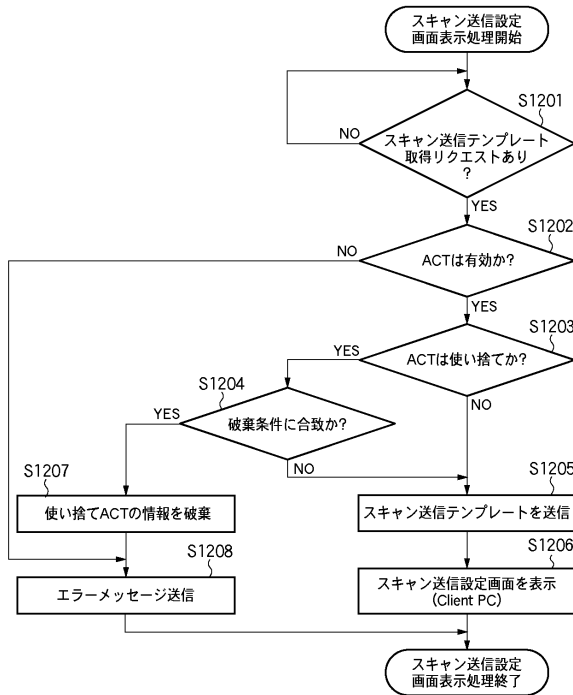 スキャン送信設定
画面表示処理開始
S1201
NO
スキャン送信テンプレート
取得リクエストあり
?
YES
S1202
NO
ACTは有効か?
YES
S1203
YES
ACTは使い捨てか?
S1204
NO
YES
破棄条件に合致か?
NO
S1207
S1205
使い捨てACTの情報を破棄
スキャン送信テンプレートを送信
S1208
S1206
エラーメッセージ送信
スキャン送信設定画面を表示
(Client PC)
スキャン送信設定
画面表示処理終了